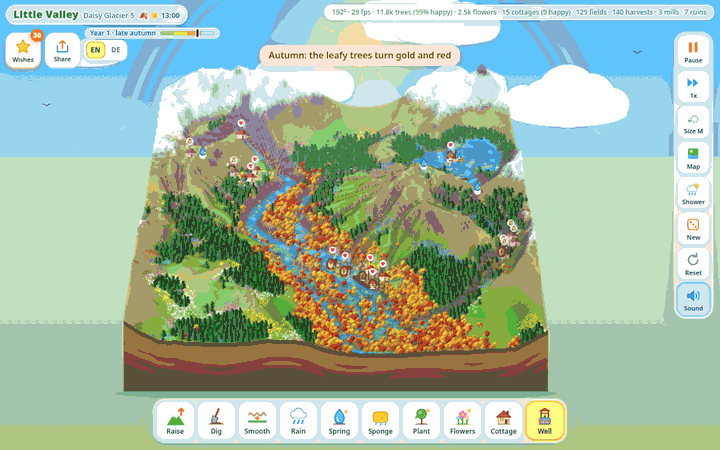 Little Valley Daisy Glacier 5 13:00
192² · 29 fps · 11.8k trees (99% happy) · 2.5k flowers · 15 cottages (9 happy) · 129 fields · 140 harvests · 3 mills · 7 ruins
Year 1 · late autumn
30
Wishes
Share
EN
DE
Autumn: the leafy trees turn gold and red
Pause
1x
Size M
Map
Shower
New
Reset
Sound
Raise
Dig
Smooth
Rain
Spring
Sponge
Plant
Flowers
Cottage
Well